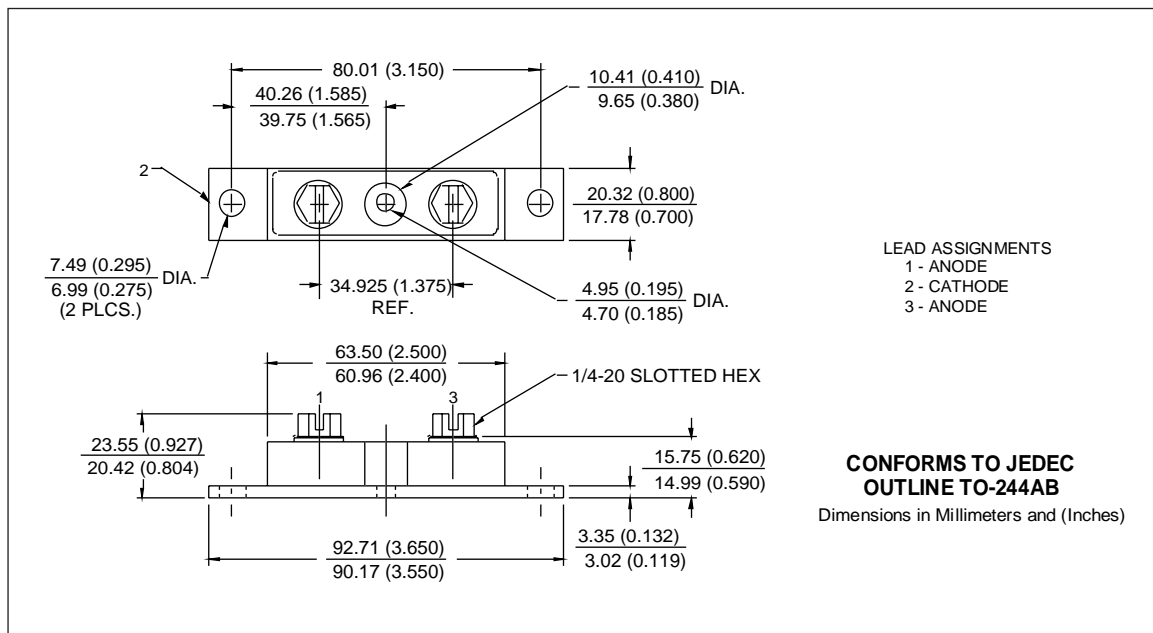 80.01 (3.150)
40.26 (1.585)
39.75 (1.565)
10.41 (0.410)
9.65 (0.380)
DIA.
2
20.32 (0.800)
17.78 (0.700)
7.49 (0.295)
6.99 (0.275)
DIA.
(2 PLCS.)
34.925 (1.375)
REF.
4.95 (0.195)
4.70 (0.185)
DIA.
LEAD ASSIGNMENTS
1 - ANODE
2 - CATHODE
3 - ANODE
63.50 (2.500)
60.96 (2.400)
1/4-20 SLOTTED HEX
1
3
23.55 (0.927)
20.42 (0.804)
15.75 (0.620)
14.99 (0.590)
CONFORMS TO JEDEC
OUTLINE TO-244AB
Dimensions in Millimeters and (Inches)
92.71 (3.650)
90.17 (3.550)
3.35 (0.132)
3.02 (0.119)